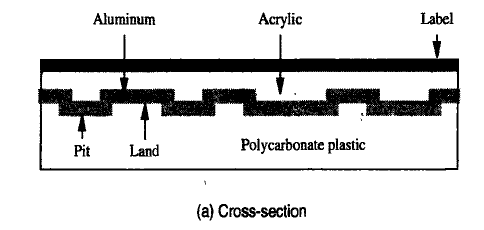 Aluminum Acrylic Label
Pit Land Polycarbonate plastic
(a) Cross-section